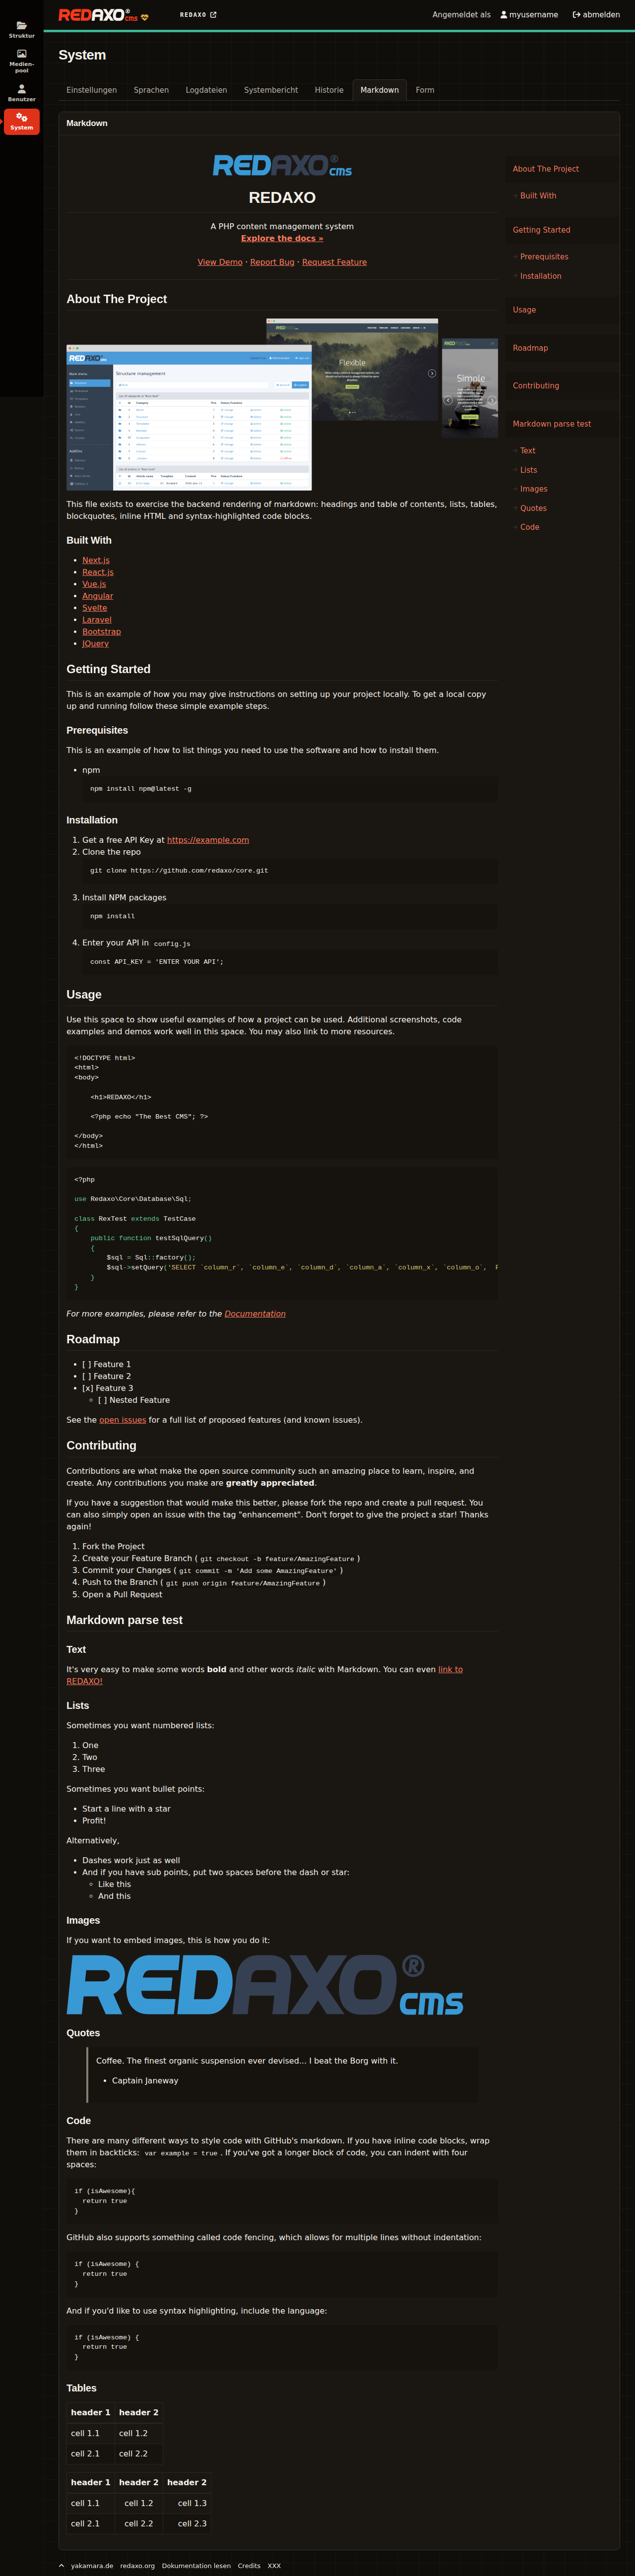 REDAXO® cms
REDAXO
Angemeldet als myusername abmelden
Struktur
Medien-
pool
Benutzer
System
System
Einstellungen Sprachen Logdateien Systembericht Historie Markdown Form
Markdown
REDAXO® cms
REDAXO
A PHP content management system
Explore the docs »
View Demo · Report Bug · Request Feature
About The Project
Built With
Getting Started
Prerequisites
Installation
Usage
Roadmap
Contributing
Markdown parse test
Text
Lists
Images
Quotes
Code
About The Project
REDAXO
Structure management
Flexible
Simple
This file exists to exercise the backend rendering of markdown: headings and table of contents, lists, tables,
blockquotes, inline HTML and syntax-highlighted code blocks.
Built With
• Next.js
• React.js
• Vue.js
• Angular
• Svelte
• Laravel
• Bootstrap
• JQuery
Getting Started
This is an example of how you may give instructions on setting up your project locally. To get a local copy
up and running follow these simple example steps.
Prerequisites
This is an example of how to list things you need to use the software and how to install them.
• npm
npm install npm@latest -g
Installation
1. Get a free API Key at https://example.com
2. Clone the repo
git clone https://github.com/redaxo/core.git
3. Install NPM packages
npm install
4. Enter your API in config.js
const API_KEY = 'ENTER YOUR API';
Usage
Use this space to show useful examples of how a project can be used. Additional screenshots, code
examples and demos work well in this space. You may also link to more resources.
<!DOCTYPE html>
<html>
<body>
<h1>REDAXO</h1>
<?php echo "The Best CMS"; ?>
</body>
</html>
<?php
use Redaxo\Core\Database\Sql;
class RexTest extends TestCase
{
public function testSqlQuery()
{
$sql = Sql::factory();
$sql->setQuery('SELECT `column_r`, `column_e`, `column_d`, `column_a`, `column_x`, `column_o`,
}
}
For more examples, please refer to the Documentation
Roadmap
• [ ] Feature 1
• [ ] Feature 2
• [x] Feature 3
◦ [ ] Nested Feature
See the open issues for a full list of proposed features (and known issues).
Contributing
Contributions are what make the open source community such an amazing place to learn, inspire, and
create. Any contributions you make are greatly appreciated.
If you have a suggestion that would make this better, please fork the repo and create a pull request. You
can also simply open an issue with the tag "enhancement". Don't forget to give the project a star! Thanks
again!
1. Fork the Project
2. Create your Feature Branch ( git checkout -b feature/AmazingFeature )
3. Commit your Changes ( git commit -m 'Add some AmazingFeature' )
4. Push to the Branch ( git push origin feature/AmazingFeature )
5. Open a Pull Request
Markdown parse test
Text
It's very easy to make some words bold and other words italic with Markdown. You can even link to
REDAXO!
Lists
Sometimes you want numbered lists:
1. One
2. Two
3. Three
Sometimes you want bullet points:
• Start a line with a star
• Profit!
Alternatively,
• Dashes work just as well
• And if you have sub points, put two spaces before the dash or star:
◦ Like this
◦ And this
Images
If you want to embed images, this is how you do it:
REDAXO® cms
Quotes
Coffee. The finest organic suspension ever devised... I beat the Borg with it.
• Captain Janeway
Code
There are many different ways to style code with GitHub's markdown. If you have inline code blocks, wrap
them in backticks: var example = true . If you've got a longer block of code, you can indent with four
spaces:
if (isAwesome){
return true
}
GitHub also supports something called code fencing, which allows for multiple lines without indentation:
if (isAwesome) {
return true
}
And if you'd like to use syntax highlighting, include the language:
if (isAwesome) {
return true
}
Tables
header 1 header 2
cell 1.1 cell 1.2
cell 2.1 cell 2.2
header 1 header 2 header 2
cell 1.1 cell 1.2 cell 1.3
cell 2.1 cell 2.2 cell 2.3
yakamara.de redaxo.org Dokumentation lesen Credits XXX